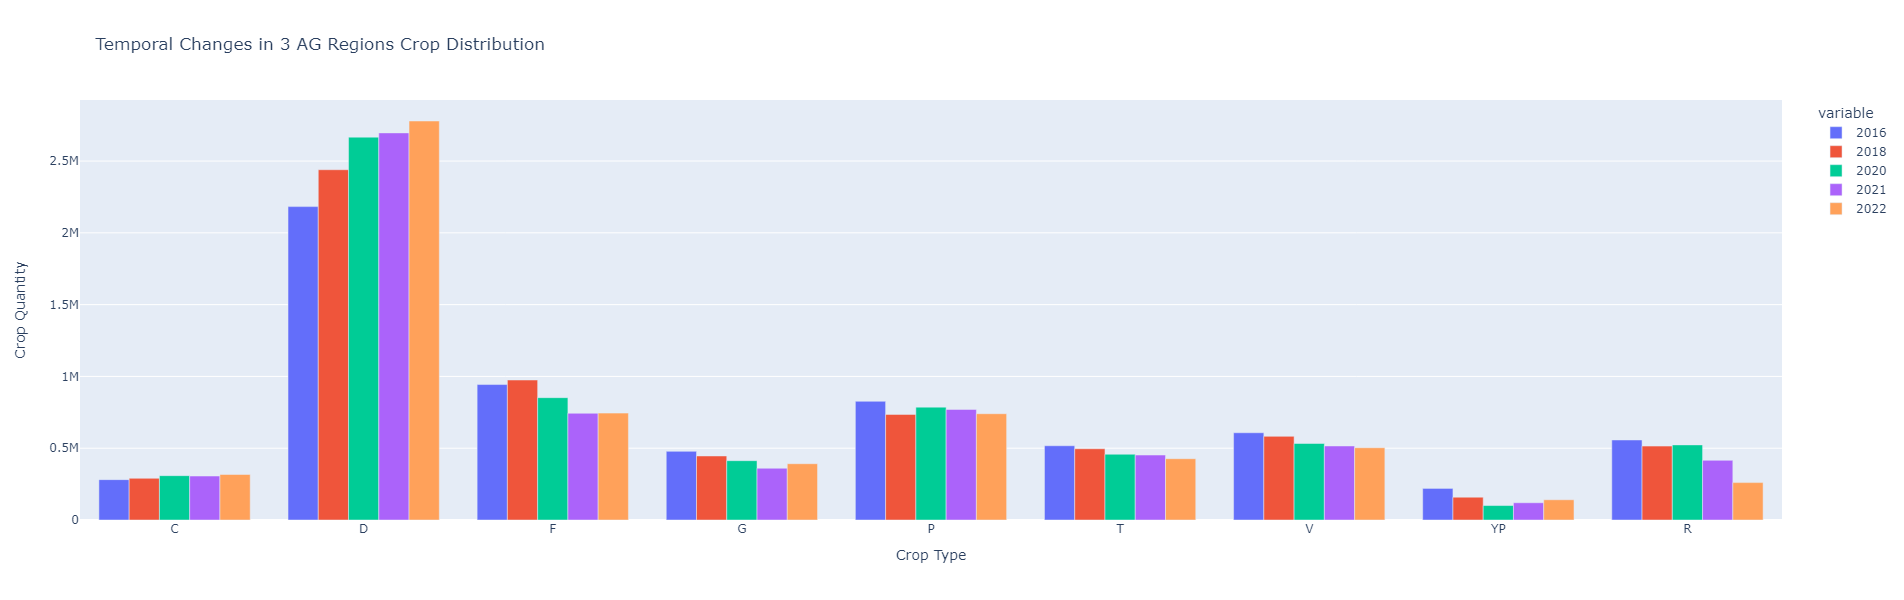 Temporal Changes in 3 AG Regions Crop Distribution
variable
2016
2018
2020
2021
2022
Crop Quantity
2.5M
2M
1.5M
1M
0.5M
0
C D F G P T V YP R
Crop Type